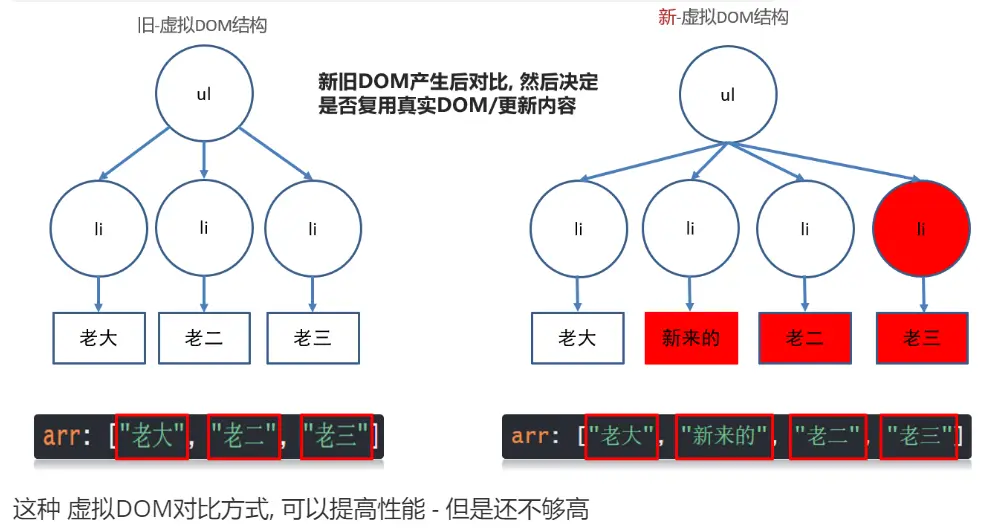 旧-虚拟DOM结构
新-虚拟DOM结构
新旧DOM产生后对比, 然后决定
是否复用真实DOM/更新内容
ul
ul
li li li
li li li li
老大 老二 老三
老大 新来的 老二 老三
arr: ["老大", "老二", "老三"]
arr: ["老大", "新来的", "老二", "老三"]
这种 虚拟DOM对比方式, 可以提高性能 - 但是还不够高